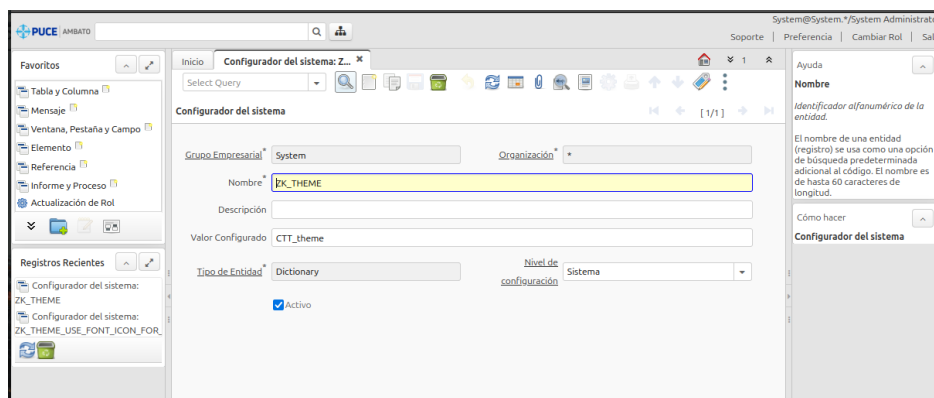 System@System.*/System Administrato
PUCE AMBATO
Soporte | Preferencia | Cambiar Rol | Sal
Favoritos
Tabla y Columna
Mensaje
Ventana, Pestaña y Campo
Elemento
Referencia
Informe y Proceso
Actualización de Rol
Registros Recientes
Configurador del sistema:
ZK_THEME
Configurador del sistema:
ZK_THEME_USE_FONT_ICON_FOR_
Inicio
Configurador del sistema: Z...
1
Select Query
Configurador del sistema
[1/1]
Grupo Empresarial* System
Organización* *
Nombre* ZK_THEME
Descripción
Valor Configurado CTT_theme
Tipo de Entidad* Dictionary
Nivel de
configuración
Sistema
Activo
Ayuda
Nombre
Identificador alfanumérico de la
entidad.
El nombre de una entidad
(registro) se usa como una opción
de búsqueda predeterminada
adicional al código. El nombre es
de hasta 60 caracteres de
longitud.
Cómo hacer
Configurador del sistema